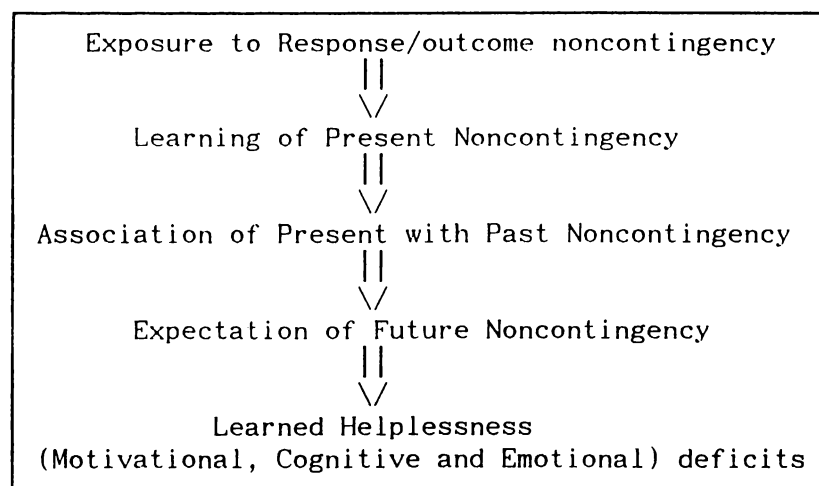 Exposure to Response/outcome noncontingency
Learning of Present Noncontingency
Association of Present with Past Noncontingency
Expectation of Future Noncontingency
Learned Helplessness
(Motivational, Cognitive and Emotional) deficits